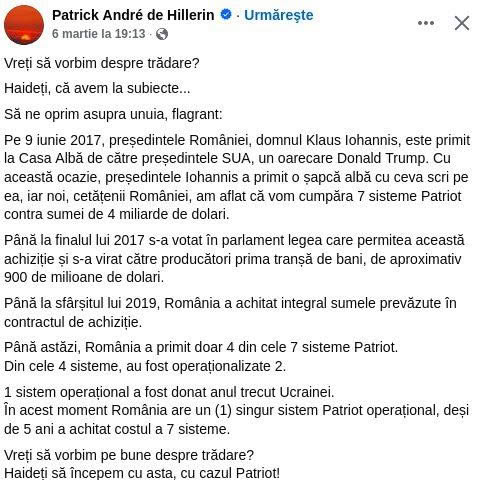 Patrick André de Hillerin · Urmărește
6 martie la 19:13 ·
Vreți să vorbim despre trădare?
Haideți, că avem la subiecte...
Să ne oprim asupra unuia, flagrant:
Pe 9 iunie 2017, președintele României, domnul Klaus Iohannis, este primit
la Casa Albă de către președintele SUA, un oarecare Donald Trump. Cu
această ocazie, președintele Iohannis a primit o șapcă albă cu ceva scri pe
ea, iar noi, cetățenii României, am aflat că vom cumpăra 7 sisteme Patriot
contra sumei de 4 miliarde de dolari.
Până la finalul lui 2017 s-a votat în parlament legea care permitea această
achiziție și s-a virat către producători prima tranșă de bani, de aproximativ
900 de milioane de dolari.
Până la sfârșitul lui 2019, România a achitat integral sumele prevăzute în
contractul de achiziție.
Până astăzi, România a primit doar 4 din cele 7 sisteme Patriot.
Din cele 4 sisteme, au fost operaționalizate 2.
1 sistem operațional a fost donat anul trecut Ucrainei.
În acest moment România are un (1) singur sistem Patriot operațional, deși
de 5 ani a achitat costul a 7 sisteme.
Vreți să vorbim pe bune despre trădare?
Haideți să începem cu asta, cu cazul Patriot!